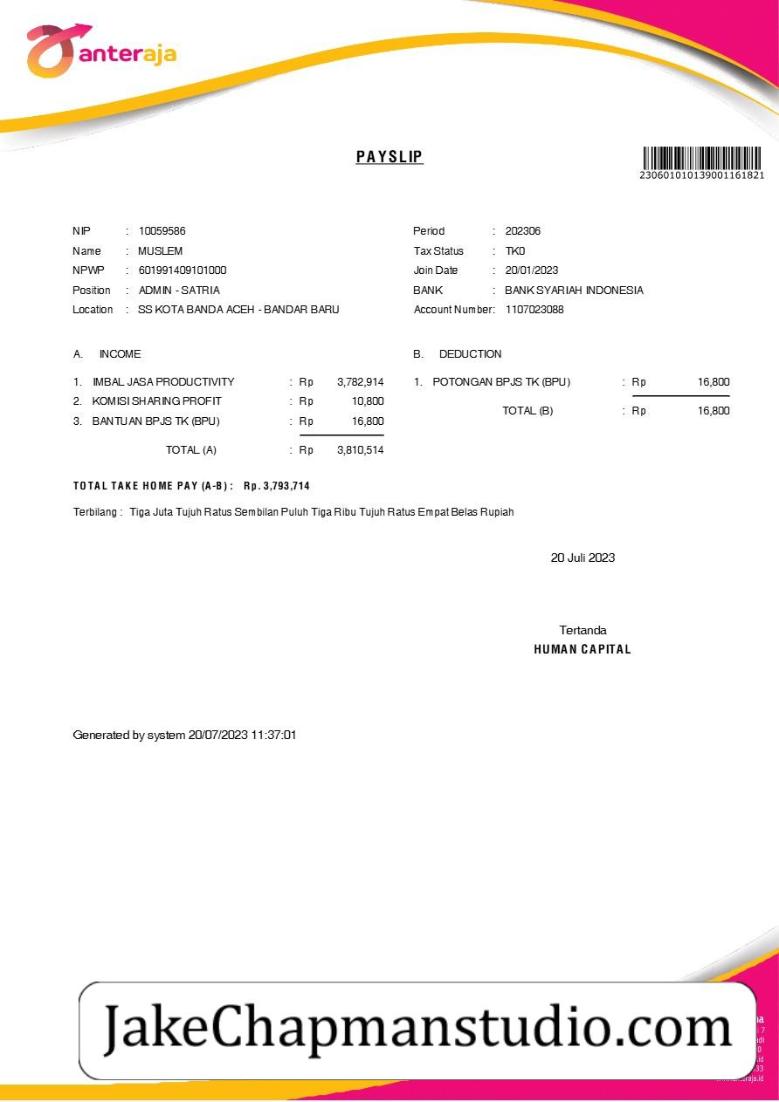 anteraja
PAYSLIP
230601010139001161821
NIP : 10059586
Name : MUSLEM
NPWP : 601991409101000
Position : ADMIN - SATRIA
Location : SS KOTA BANDA ACEH - BANDAR BARU
Period : 202306
Tax Status : TK0
Join Date : 20/01/2023
BANK : BANK SYARIAH INDONESIA
Account Number: 1107023088
A. INCOME
1. IMBAL JASA PRODUCTIVITY : Rp 3,782,914
2. KOMISI SHARING PROFIT : Rp 10,800
3. BANTUAN BPJS TK (BPU) : Rp 16,800
TOTAL (A) : Rp 3,810,514
B. DEDUCTION
1. POTONGAN BPJS TK (BPU) : Rp 16,800
TOTAL (B) : Rp 16,800
TOTAL TAKE HOME PAY (A-B) : Rp. 3,793,714
Terbilang : Tiga Juta Tujuh Ratus Sembilan Puluh Tiga Ribu Tujuh Ratus Empat Belas Rupiah
20 Juli 2023
Tertanda
HUMAN CAPITAL
Generated by system 20/07/2023 11:37:01
JakeChapmanstudio.com